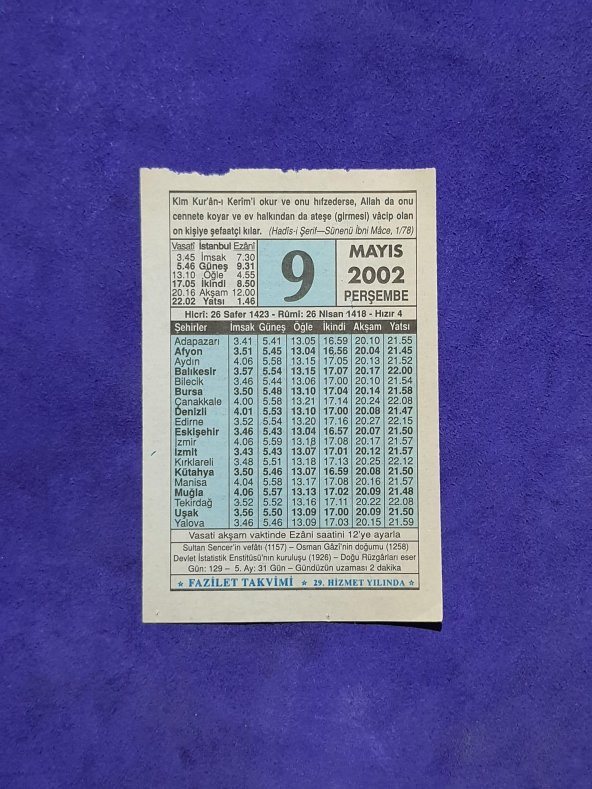 Kim Kur'ân-ı Kerîm'i okur ve onu hıfzederse, Allah da onu
cennete koyar ve ev halkından da ateşe (girmesi) vâcip olan
on kişiye şefaatçi kılar. (Hadîs-i Şerif—Sünenü İbni Mâce, 1/78)
Vasatî İstanbul Ezânî
3.45 İmsak 7.30
5.46 Güneş 9.31
13.10 Öğle 4.55
17.05 İkindi 8.50
20.16 Akşam 12.00
22.02 Yatsı 1.46
9
MAYIS
2002
PERŞEMBE
Hicrî: 26 Safer 1423 - Rûmî: 26 Nisan 1418 - Hızır 4
Şehirler İmsak Güneş Öğle İkindi Akşam Yatsı
Adapazarı 3.41 5.41 13.05 16.59 20.10 21.55
Afyon 3.51 5.45 13.04 16.56 20.04 21.45
Aydın 4.06 5.58 13.15 17.05 20.13 21.52
Balıkesir 3.57 5.54 13.15 17.07 20.17 22.00
Bilecik 3.46 5.44 13.06 17.00 20.10 21.54
Bursa 3.50 5.48 13.10 17.04 20.14 21.58
Çanakkale 4.00 5.58 13.21 17.14 20.24 22.08
Denizli 4.01 5.53 13.10 17.00 20.08 21.47
Edirne 3.52 5.54 13.20 17.16 20.27 22.15
Eskişehir 3.46 5.43 13.04 16.57 20.07 21.50
İzmir 4.06 5.59 13.18 17.08 20.17 21.57
İzmit 3.43 5.43 13.07 17.01 20.12 21.57
Kırklareli 3.48 5.51 13.18 17.13 20.25 22.12
Kütahya 3.50 5.46 13.07 16.59 20.08 21.50
Manisa 4.04 5.58 13.17 17.08 20.16 21.57
Muğla 4.06 5.57 13.13 17.02 20.09 21.48
Tekirdağ 3.52 5.52 13.16 17.11 20.22 22.08
Uşak 3.56 5.50 13.09 17.00 20.09 21.50
Yalova 3.46 5.46 13.09 17.03 20.15 21.59
Vasati akşam vaktinde Ezâni saatini 12'ye ayarla
Sultan Sencer'in vefâtı (1157) – Osman Gâzî'nin doğumu (1258)
Devlet İstatistik Enstitüsü'nün kuruluşu (1926) – Doğu Rüzgârları eser
Gün: 129 – 5. Ay: 31 Gün – Gündüzün uzaması 2 dakika
★ FAZİLET TAKVİMİ ★ 29. HİZMET YILINDA ★